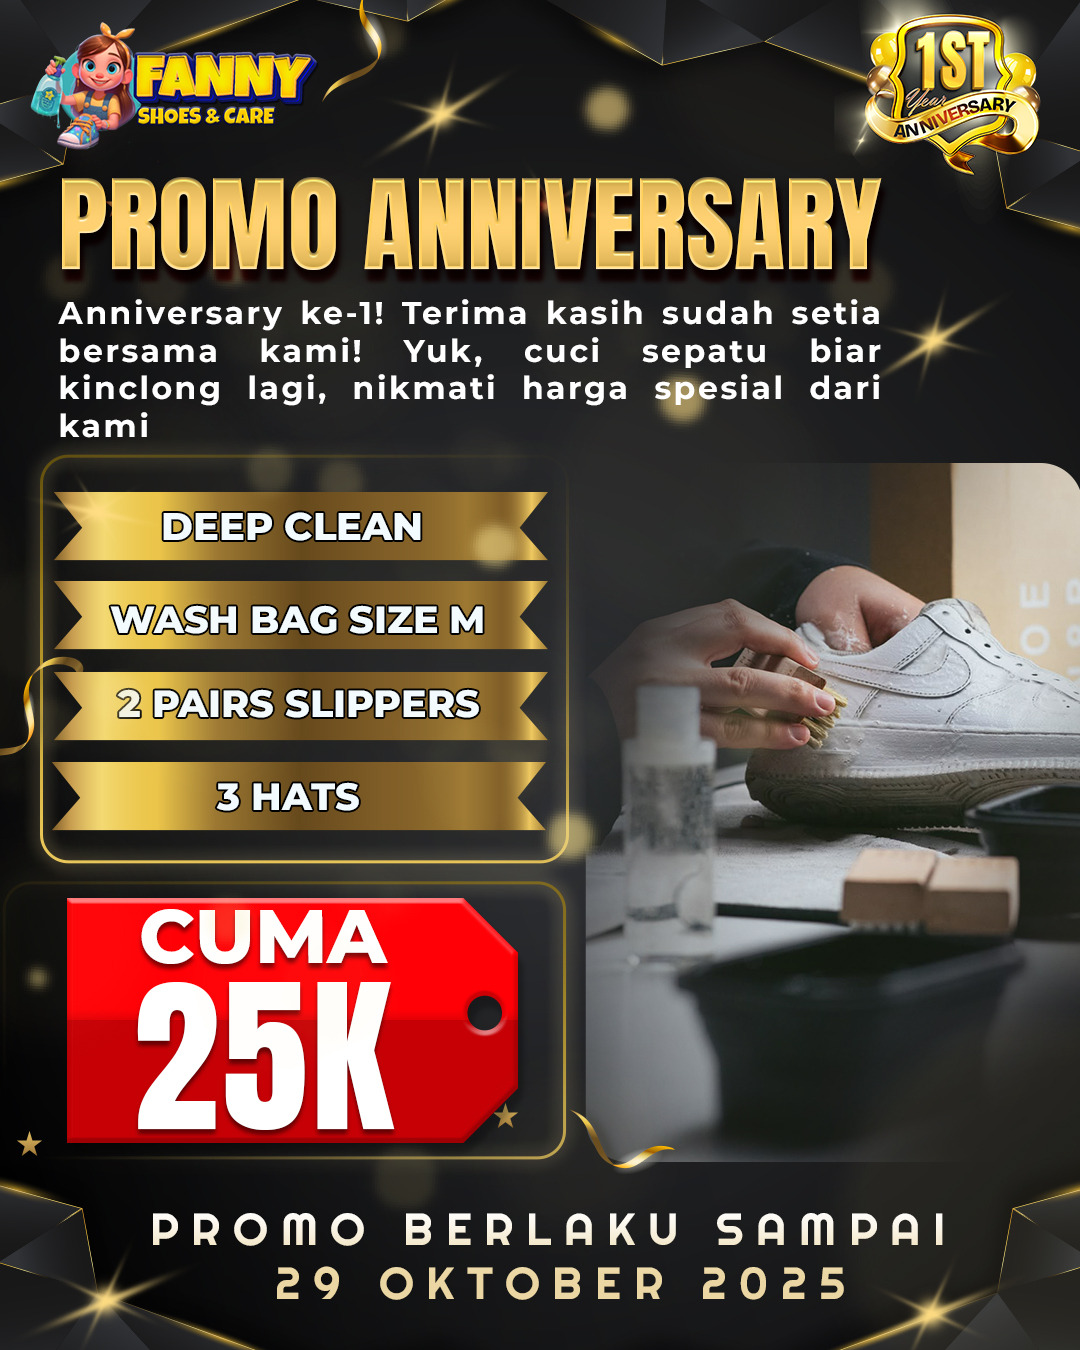 FANNY
SHOES & CARE
1ST
Year
ANNIVERSARY
PROMO ANNIVERSARY
Anniversary ke-1! Terima kasih sudah setia
bersama kami! Yuk, cuci sepatu biar
kinclong lagi, nikmati harga spesial dari
kami
DEEP CLEAN
WASH BAG SIZE M
2 PAIRS SLIPPERS
3 HATS
CUMA
25K
PROMO BERLAKU SAMPAI
29 OKTOBER 2025